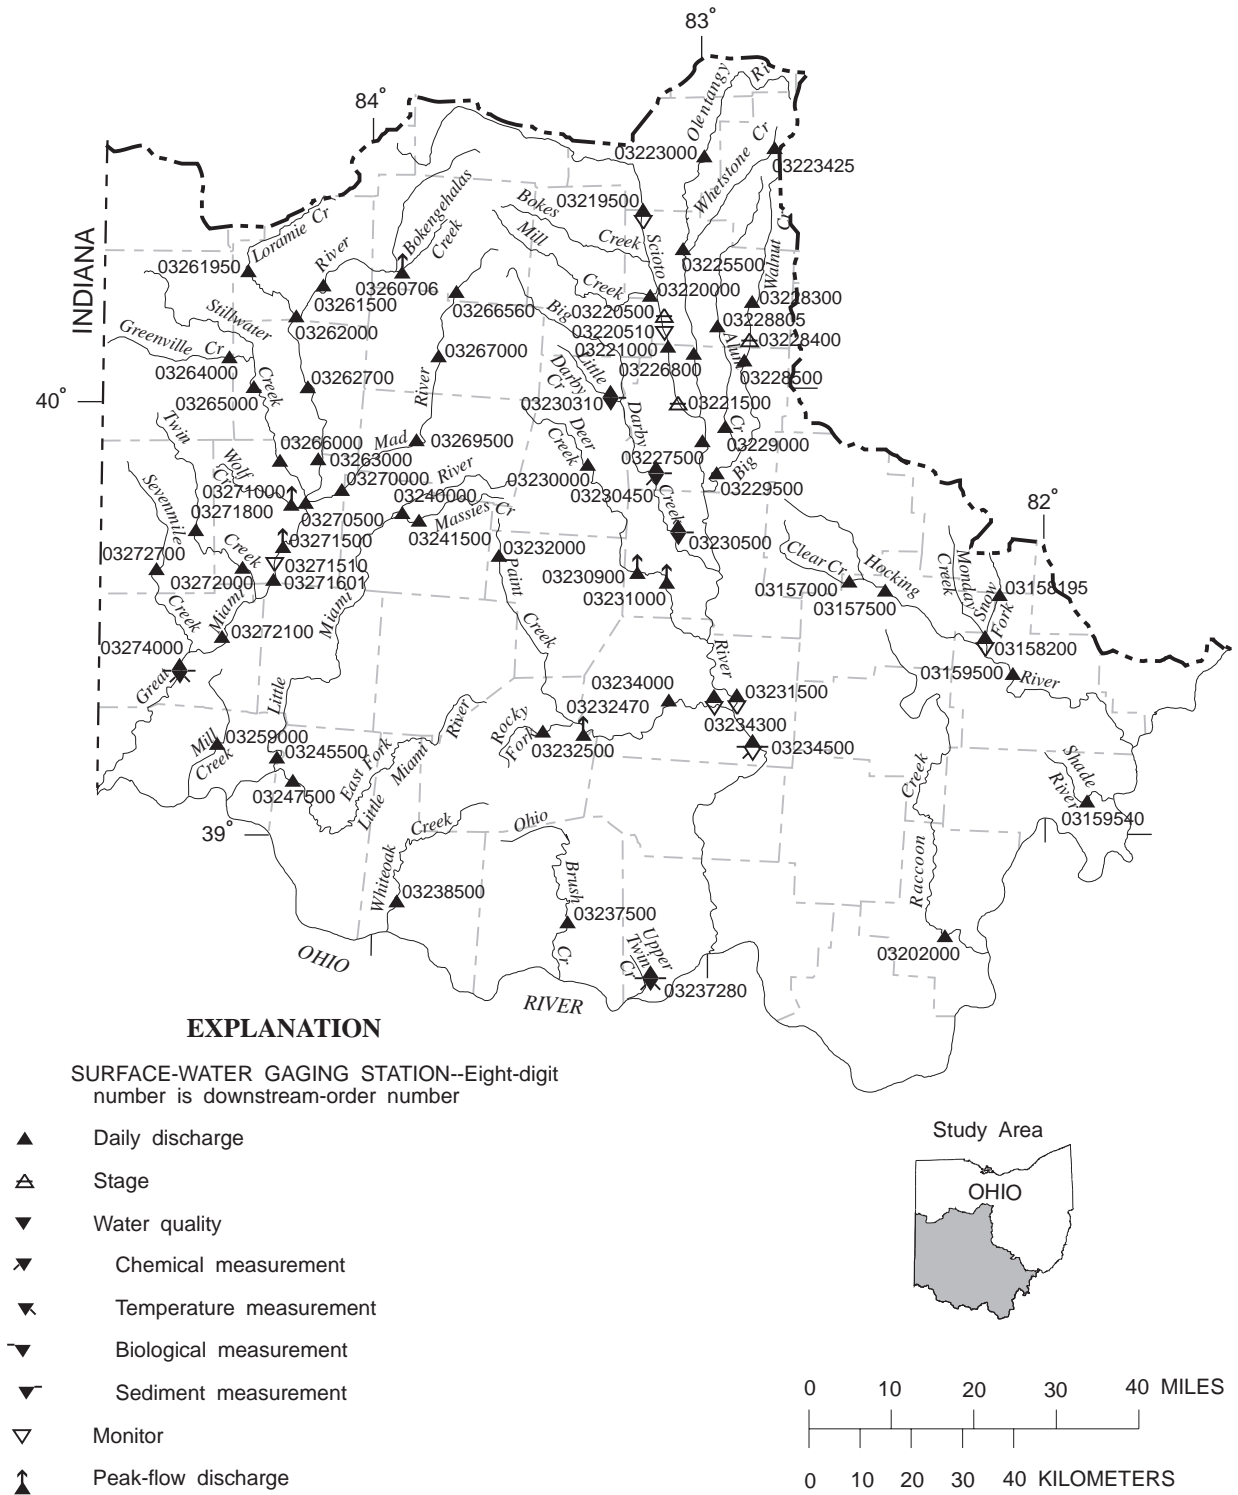 83°
84°
Olentangy
Ri
03223000
Whetstone Cr
03223425
Bokes
03219500
Creek
Mill
Scioto
Walnut Cr
INDIANA
Loramie Cr
River
Bokengehalas
Creek
03261950
03260706
03261500
03262000
03266560
Big
Creek
03225500
03220000
03228300
03220500
03228805
03220510
03228400
03221000
Alum
03226800
03228500
Stillwater
Greenville Cr
03264000
Creek
03265000
03262700
03267000
River
Little
Darby
Cr
03230310
03221500
40°
Twin
Darby
Deer
Creek
Cr
03229000
03227500
Big
03229500
03266000
Mad
03269500
03263000
Wolf
Cr
03270000
River
03230000
03271000
03240000
03230450
Creek
03271800
03270500
Massies Cr
03241500
03230500
Sevenmile
03271500
03232000
03272700
Creek
03271510
03272000
03271601
Paint
03230900
03231000
Clear Cr
Hocking
03157000
03157500
Monday
Creek
Snow
Fork
03158195
82°
Creek
Miami
Miami
03272100
Creek
03274000
River
03158200
03159500
River
Great
Little
03234000
03231500
03232470
River
Rocky
Fork
03234300
03232500
03234500
Mill
Creek
03259000
03245500
East Fork
Miami
Little
03247500
Creek
Shade
River
03159540
39°
Creek
Ohio
Whiteoak
Brush
Raccoon
03238500
03237500
03202000
OHIO
Cr
Upper
Twin
Cr
03237280
RIVER
EXPLANATION
SURFACE-WATER GAGING STATION--Eight-digit
number is downstream-order number
Daily discharge
Stage
Water quality
Chemical measurement
Temperature measurement
Biological measurement
Sediment measurement
Monitor
Peak-flow discharge
Study Area
OHIO
0 10 20 30 40 MILES
0 10 20 30 40 KILOMETERS